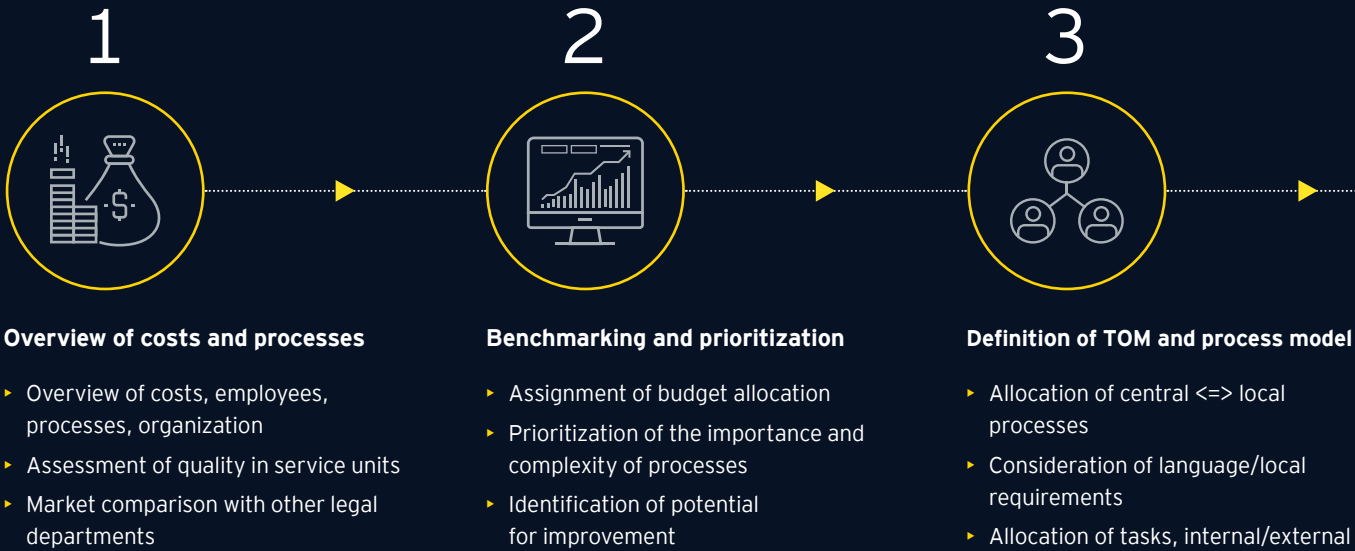 1
2
3
Overview of costs and processes
▸ Overview of costs, employees,
processes, organization
▸ Assessment of quality in service units
▸ Market comparison with other legal
departments
Benchmarking and prioritization
▸ Assignment of budget allocation
▸ Prioritization of the importance and
complexity of processes
▸ Identification of potential
for improvement
Definition of TOM and process model
▸ Allocation of central <=> local
processes
▸ Consideration of language/local
requirements
▸ Allocation of tasks, internal/external